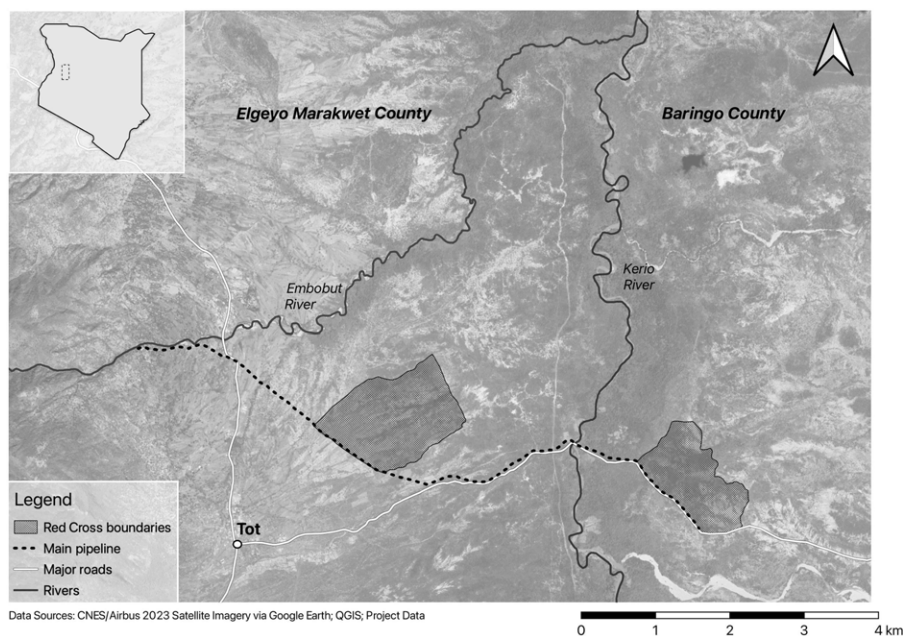 Elgeyo Marakwet County
Baringo County
Embobut
River
Kerio
River
Legend
Red Cross boundaries
Main pipeline
Major roads
Rivers
Tot
Data Sources: CNES/Airbus 2023 Satellite Imagery via Google Earth; QGIS; Project Data
0 1 2 3 4 km